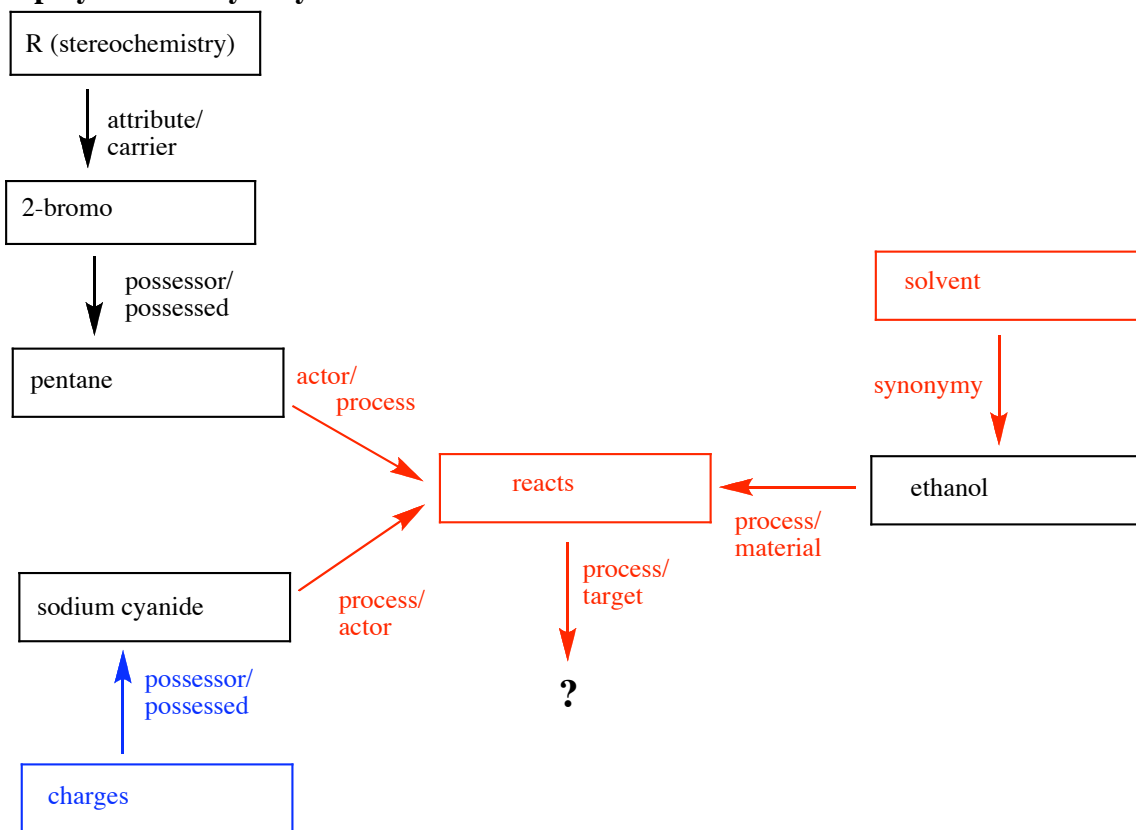 R (stereochemistry)
attribute/
carrier
2-bromo
possessor/
possessed
solvent
pentane
actor/
process
synonymy
reacts
ethanol
process/
material
process/
target
sodium cyanide
process/
actor
possessor/
possessed
?
charges